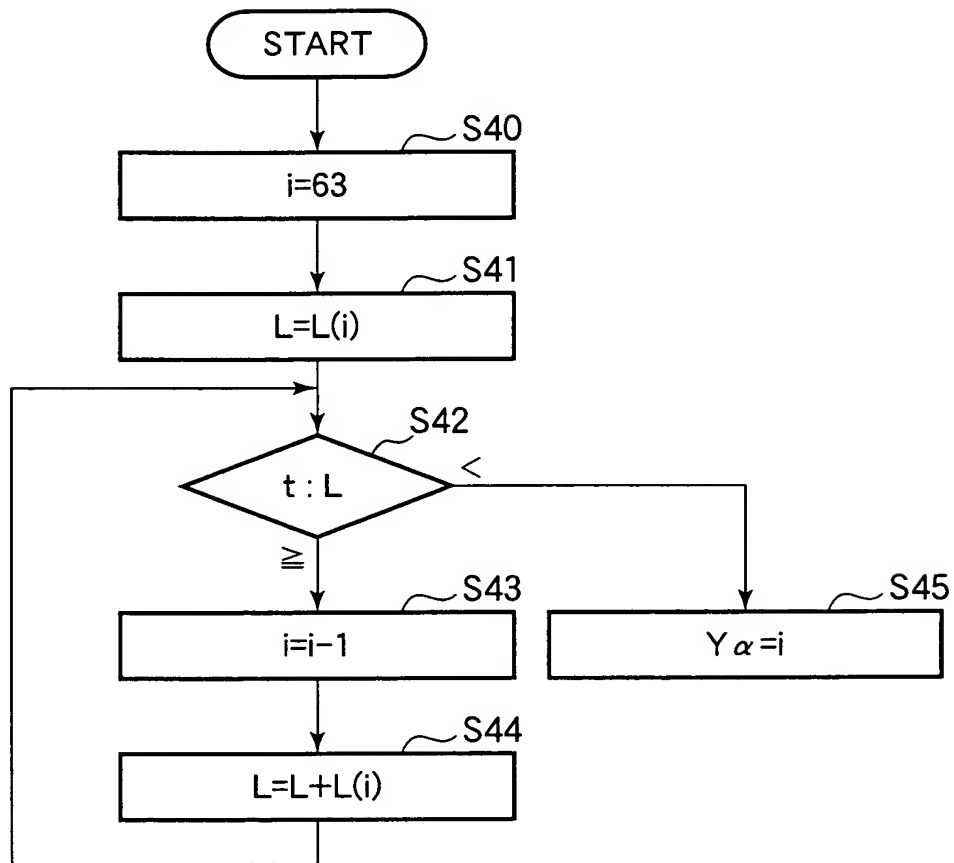 START
S40
i=63
S41
L=L(i)
S42
<
t : L
≧
S43
i=i-1
S45
Yα=i
S44
L=L+L(i)